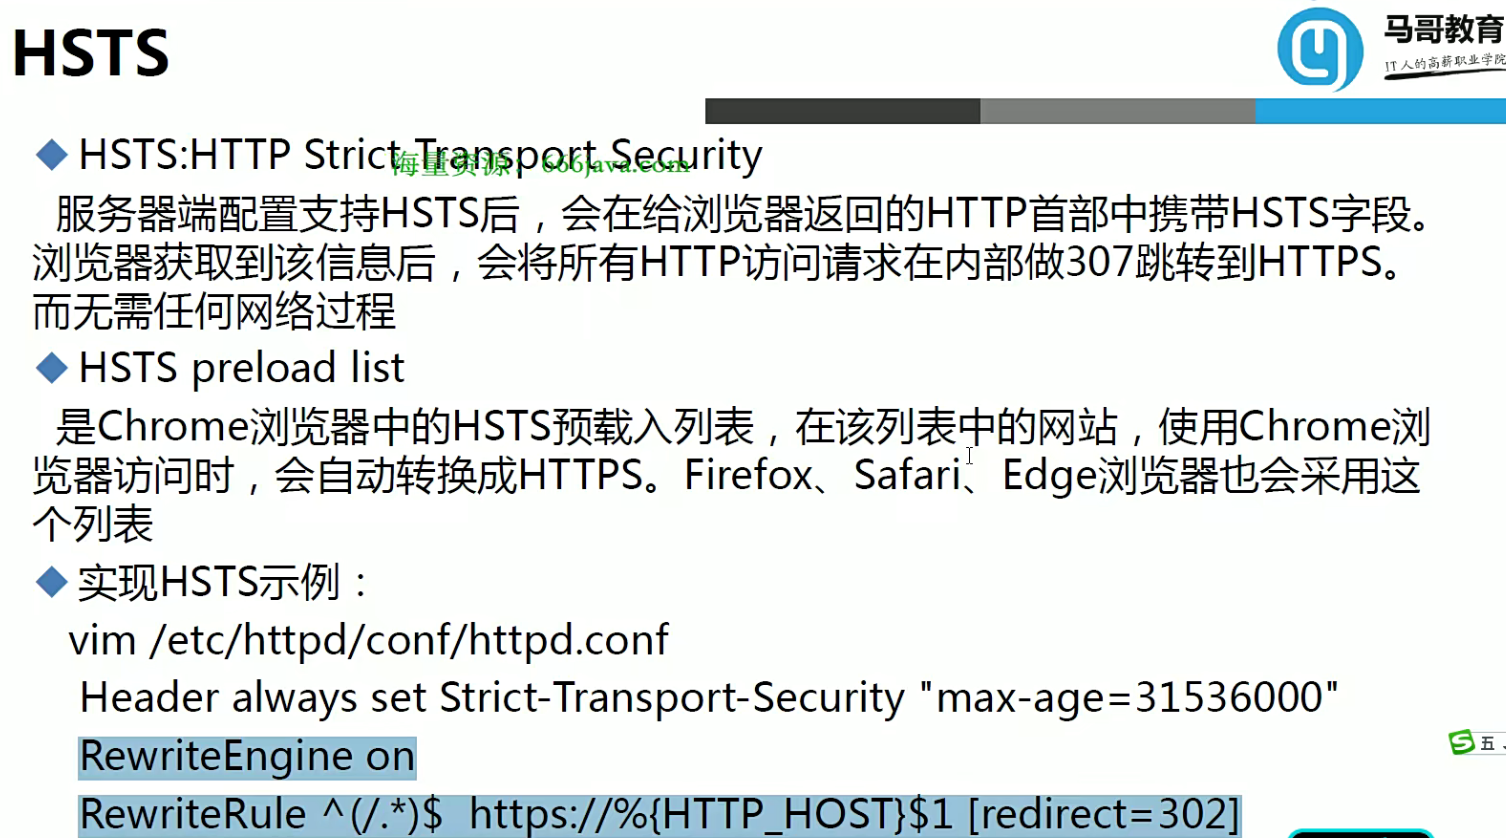 HSTS
马哥教育
IT人的高薪职业学院
HSTS:HTTP Strict Transport Security
海量资源：666java.com
服务器端配置支持HSTS后，会在给浏览器返回的HTTP首部中携带HSTS字段。
浏览器获取到该信息后，会将所有HTTP访问请求在内部做307跳转到HTTPS。
而无需任何网络过程
HSTS preload list
是Chrome浏览器中的HSTS预载入列表，在该列表中的网站，使用Chrome浏
览器访问时，会自动转换成HTTPS。Firefox、Safari、Edge浏览器也会采用这
个列表
实现HSTS示例：
vim /etc/httpd/conf/httpd.conf
Header always set Strict-Transport-Security "max-age=31536000"
RewriteEngine on
五
RewriteRule ^(/.*)$ https://%{HTTP_HOST}$1 [redirect=302]